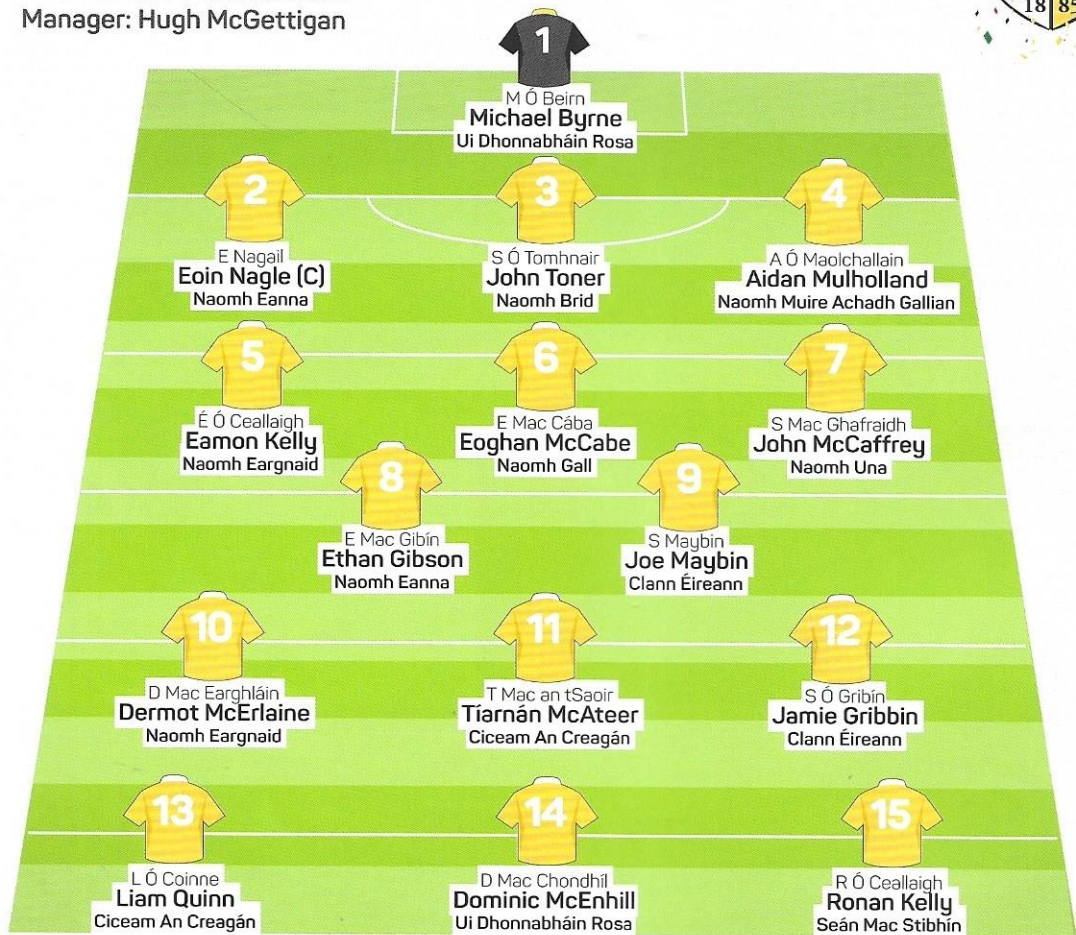 Manager: Hugh McGettigan
18 85
1
M Ó Beirn
Michael Byrne
Ui Dhonnabháin Rosa
2
E Nagail
Eoin Nagle (C)
Naomh Eanna
3
S Ó Tomhnair
John Toner
Naomh Brid
4
A Ó Maolchallain
Aidan Mulholland
Naomh Muire Achadh Gallian
5
É Ó Ceallaigh
Eamon Kelly
Naomh Eargnaid
6
E Mac Cába
Eoghan McCabe
Naomh Gall
7
S Mac Ghafraidh
John McCaffrey
Naomh Una
8
E Mac Gibín
Ethan Gibson
Naomh Eanna
9
S Maybin
Joe Maybin
Clann Éireann
10
D Mac Earghláin
Dermot McErlaine
Naomh Eargnaid
11
T Mac an tSaoir
Tíarnán McAteer
Ciceam An Creagán
12
S Ó Gribín
Jamie Gribbin
Clann Éireann
13
L Ó Coinne
Liam Quinn
Ciceam An Creagán
14
D Mac Chondhíl
Dominic McEnhill
Ui Dhonnabháin Rosa
15
R Ó Ceallaigh
Ronan Kelly
Seán Mac Stibhín